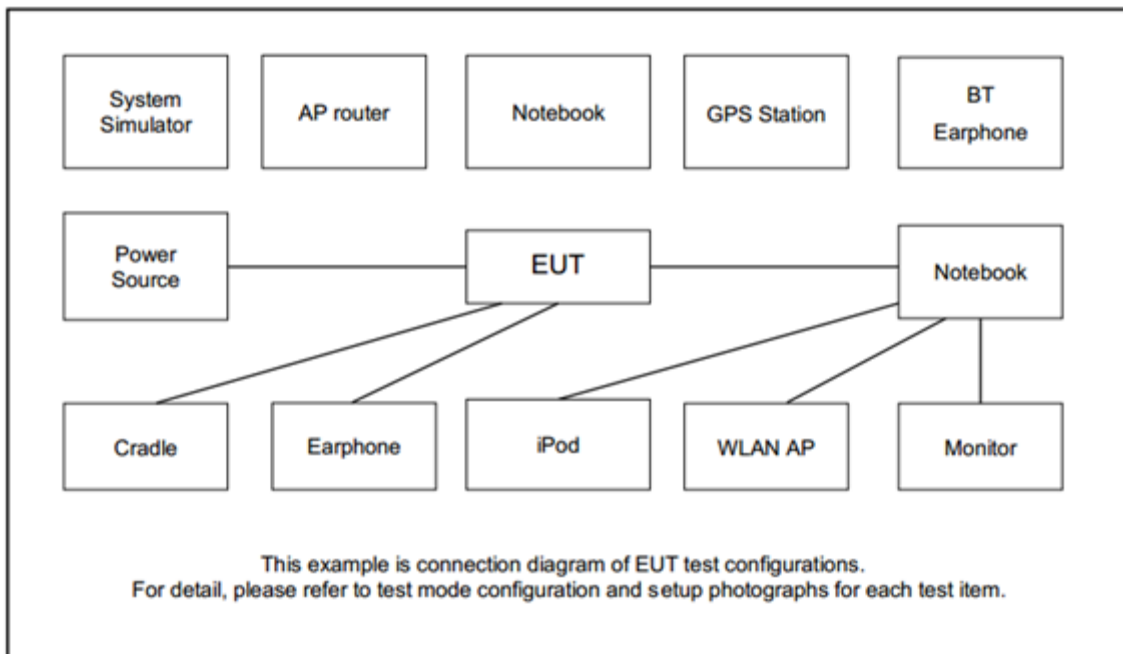 System
Simulator
AP router
Notebook
GPS Station
BT
Earphone
Power
Source
EUT
Notebook
Cradle
Earphone
iPod
WLAN AP
Monitor
This example is connection diagram of EUT test configurations.
For detail, please refer to test mode configuration and setup photographs for each test item.